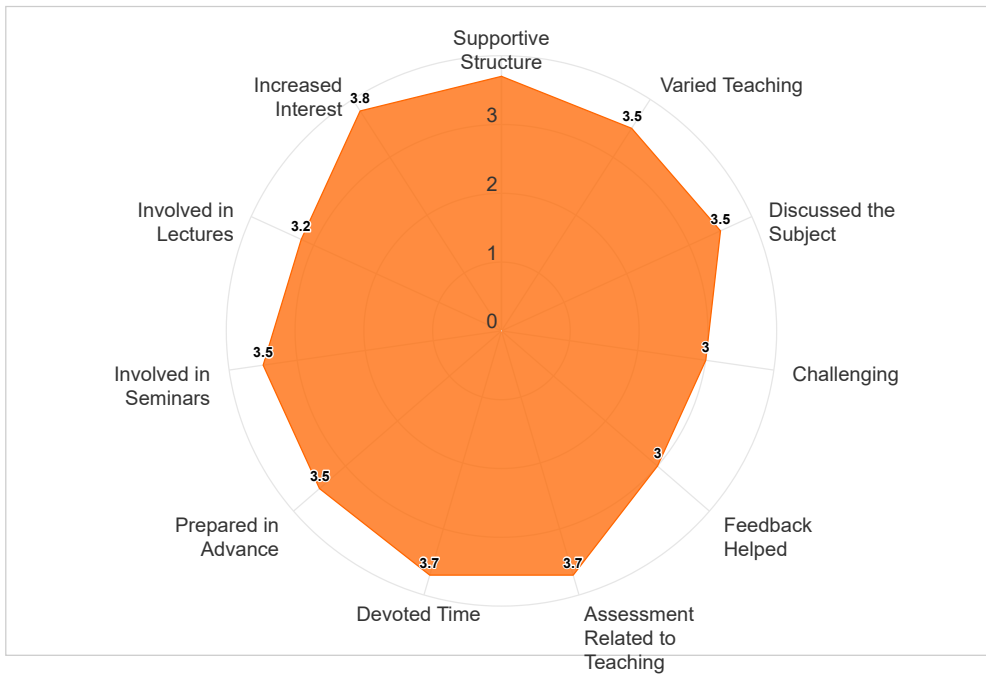 Supportive
Structure
Increased
Interest
3.8
3.5
Varied Teaching
3
2
1
0
Involved in
Lectures
3.2
3.5
Discussed the
Subject
Involved in
Seminars
3.5
3
Challenging
Prepared in
Advance
3.5
3
Feedback
Helped
Devoted Time
3.7
3.7
Assessment
Related to
Teaching